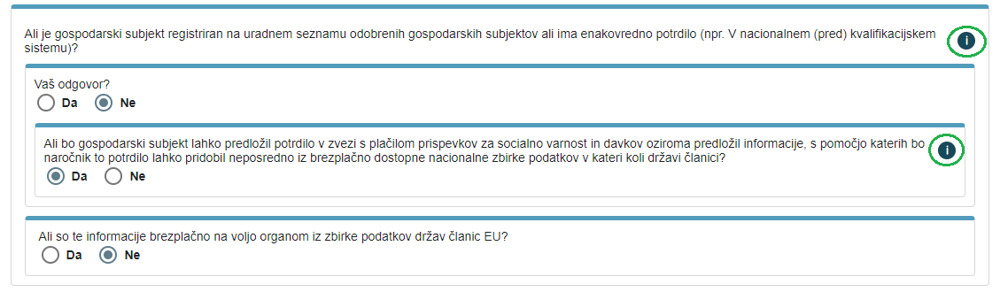 Ali je gospodarski subjekt registriran na uradnem seznamu odobrenih gospodarskih subjektov ali ima enakovredno potrdilo (npr. V nacionalnem (pred) kvalifikacijskem
sistemu)?
i
Vaš odgovor?
Da Ne
Ali bo gospodarski subjekt lahko predložil potrdilo v zvezi s plačilom prispevkov za socialno varnost in davkov oziroma predložil informacije, s pomočjo katerih bo
naročnik to potrdilo lahko pridobil neposredno iz brezplačno dostopne nacionalne zbirke podatkov v kateri koli državi članici?
i
Da Ne
Ali so te informacije brezplačno na voljo organom iz zbirke podatkov držav članic EU?
Da Ne